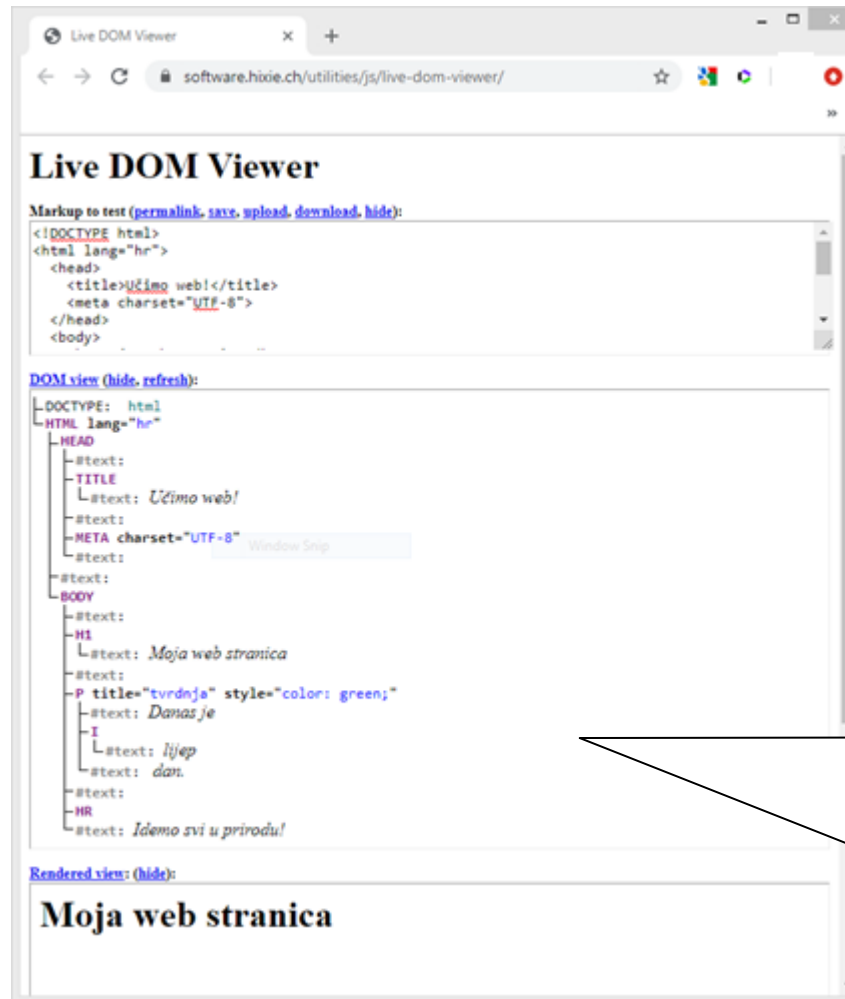 Live DOM Viewer
software.hixie.ch/utilities/js/live-dom-viewer/
Live DOM Viewer
Markup to test (permalink, save, upload, download, hide):
<!DOCTYPE html>
<html lang="hr">
<head>
<title>Učimo web!</title>
<meta charset="UTF-8">
</head>
<body>
DOM view (hide, refresh):
DOCTYPE: html
HTML lang="hr"
HEAD
#text:
TITLE
#text: Učimo web!
#text:
META charset="UTF-8"
Window Snip
#text:
#text:
BODY
#text:
H1
#text: Moja web stranica
#text:
P title="tvrdnja" style="color: green;"
#text: Danas je
I
#text: lijep
#text: dan.
#text:
HR
#text: Idemo svi u prirodu!
Rendered view: (hide):
Moja web stranica